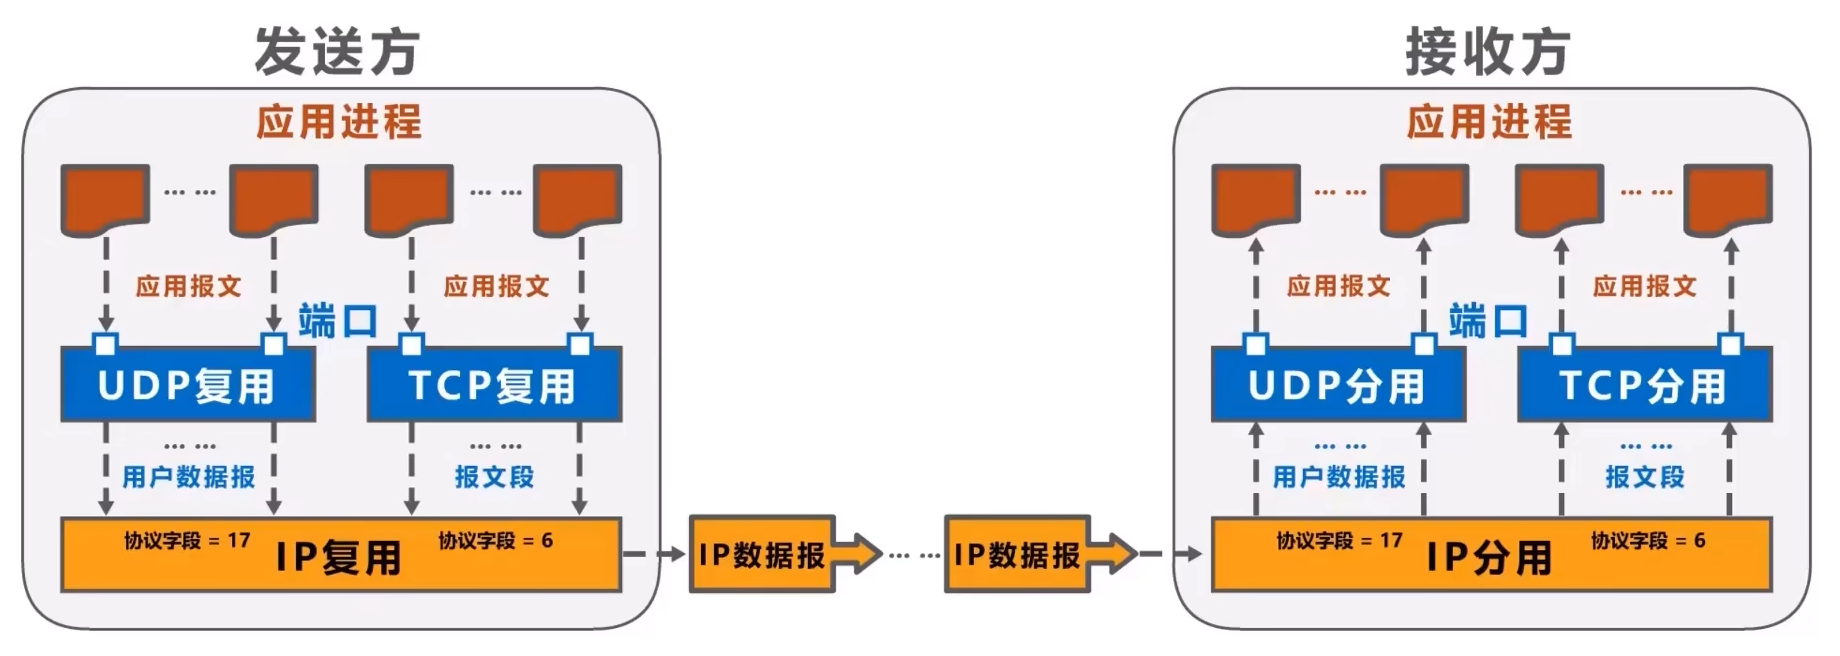 发送方
应用进程
... ...
... ...
应用报文
应用报文
端口
UDP复用
TCP复用
... ...
... ...
用户数据报
报文段
协议字段 = 17
IP复用
协议字段 = 6
IP数据报
... ...
IP数据报
接收方
应用进程
... ...
... ...
应用报文
应用报文
端口
UDP分用
TCP分用
... ...
... ...
用户数据报
报文段
协议字段 = 17
IP分用
协议字段 = 6